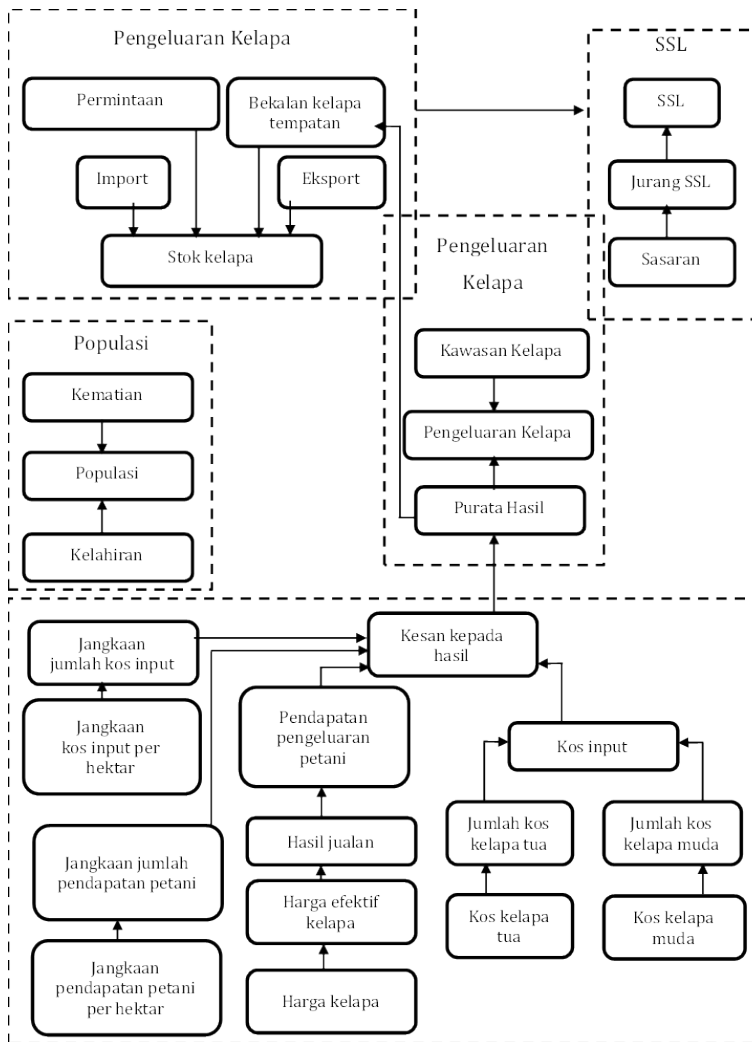 Pengeluaran Kelapa
Permintaan
Bekalan kelapa
tempatan
Import
Eksport
Stok kelapa
SSL
SSL
Jurang SSL
Sasaran
Pengeluaran
Kelapa
Kawasan Kelapa
Pengeluaran Kelapa
Purata Hasil
Populasi
Kematian
Populasi
Kelahiran
Kesan kepada
hasil
Jangkaan
jumlah kos input
Jangkaan
kos input per
hektar
Jangkaan jumlah
pendapatan petani
Jangkaan
pendapatan petani
per hektar
Pendapatan
pengeluaran
petani
Hasil jualan
Harga efektif
kelapa
Harga kelapa
Kos input
Jumlah kos
kelapa tua
Kos kelapa
tua
Jumlah kos
kelapa muda
Kos kelapa
muda